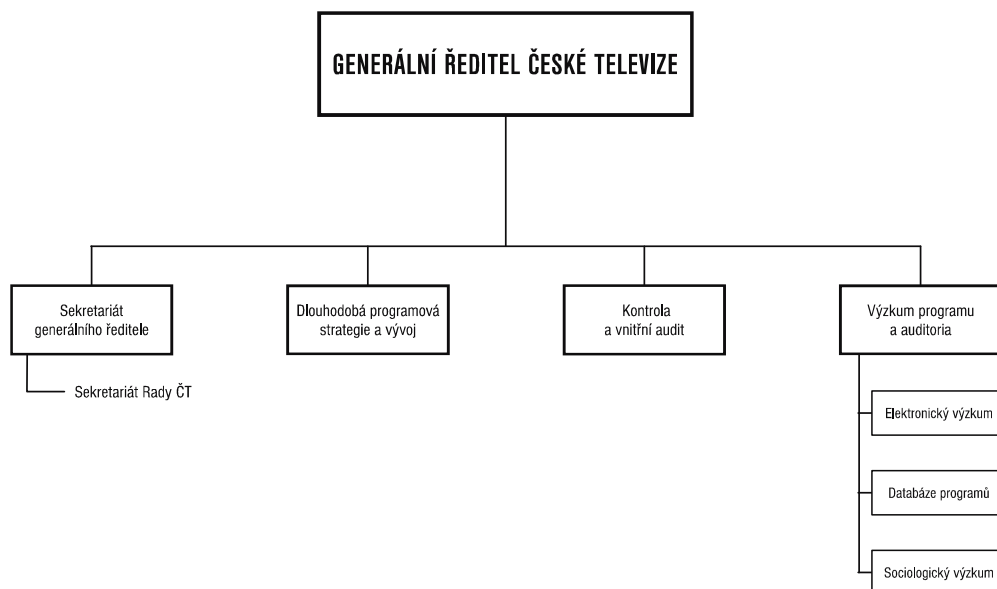 GENERÁLNÍ ŘEDITEL ČESKÉ TELEVIZE
Sekretariát
generálního ředitele
Sekretariát Rady ČT
Dlouhodobá programová
strategie a vývoj
Kontrola
a vnitřní audit
Výzkum programu
a auditoria
Elektronický výzkum
Databáze programů
Sociologický výzkum